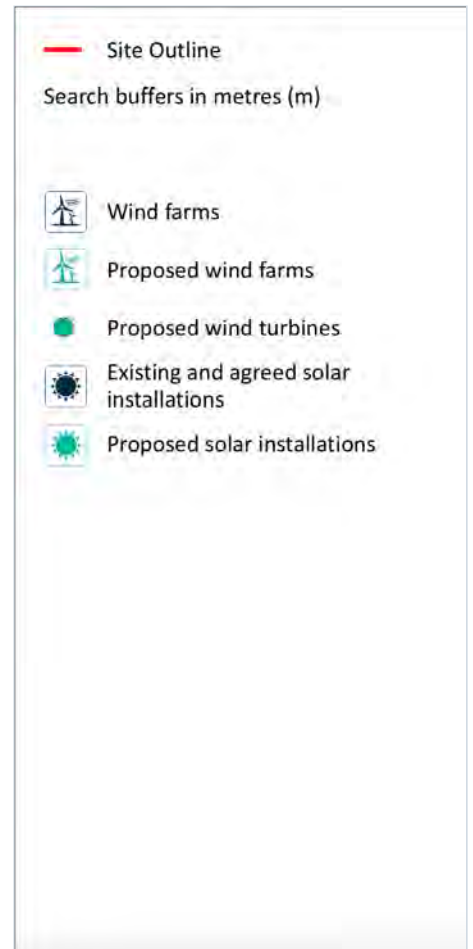 Site Outline
Search buffers in metres (m)
Wind farms
Proposed wind farms
Proposed wind turbines
Existing and agreed solar
installations
Proposed solar installations